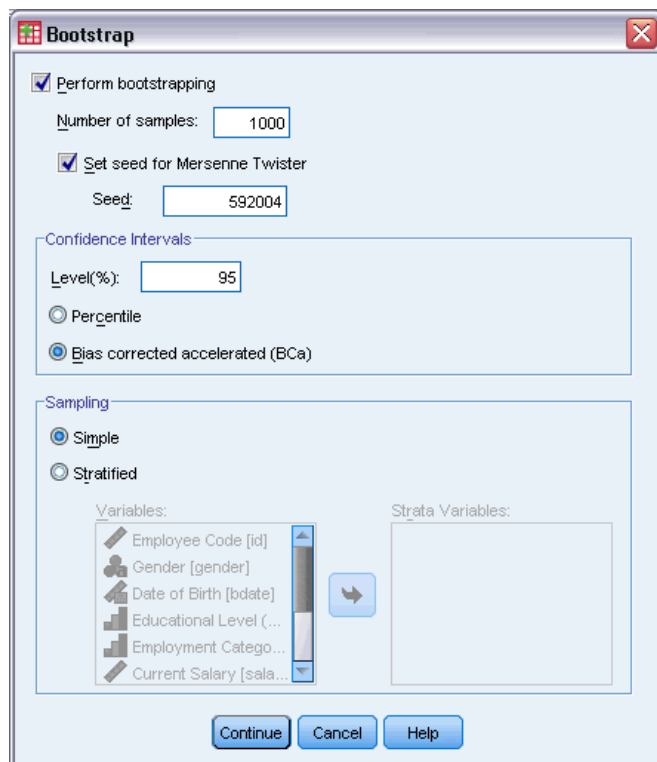 Bootstrap
Perform bootstrapping
Number of samples: 1000
Set seed for Mersenne Twister
Seed: 592004
Confidence Intervals
Level(%): 95
Percentile
Bias corrected accelerated (BCa)
Sampling
Simple
Stratified
Variables: Strata Variables:
Employee Code [id]
Gender [gender]
Date of Birth [bdate]
Educational Level (...
Employment Catego...
Current Salary [sala...
Continue Cancel Help